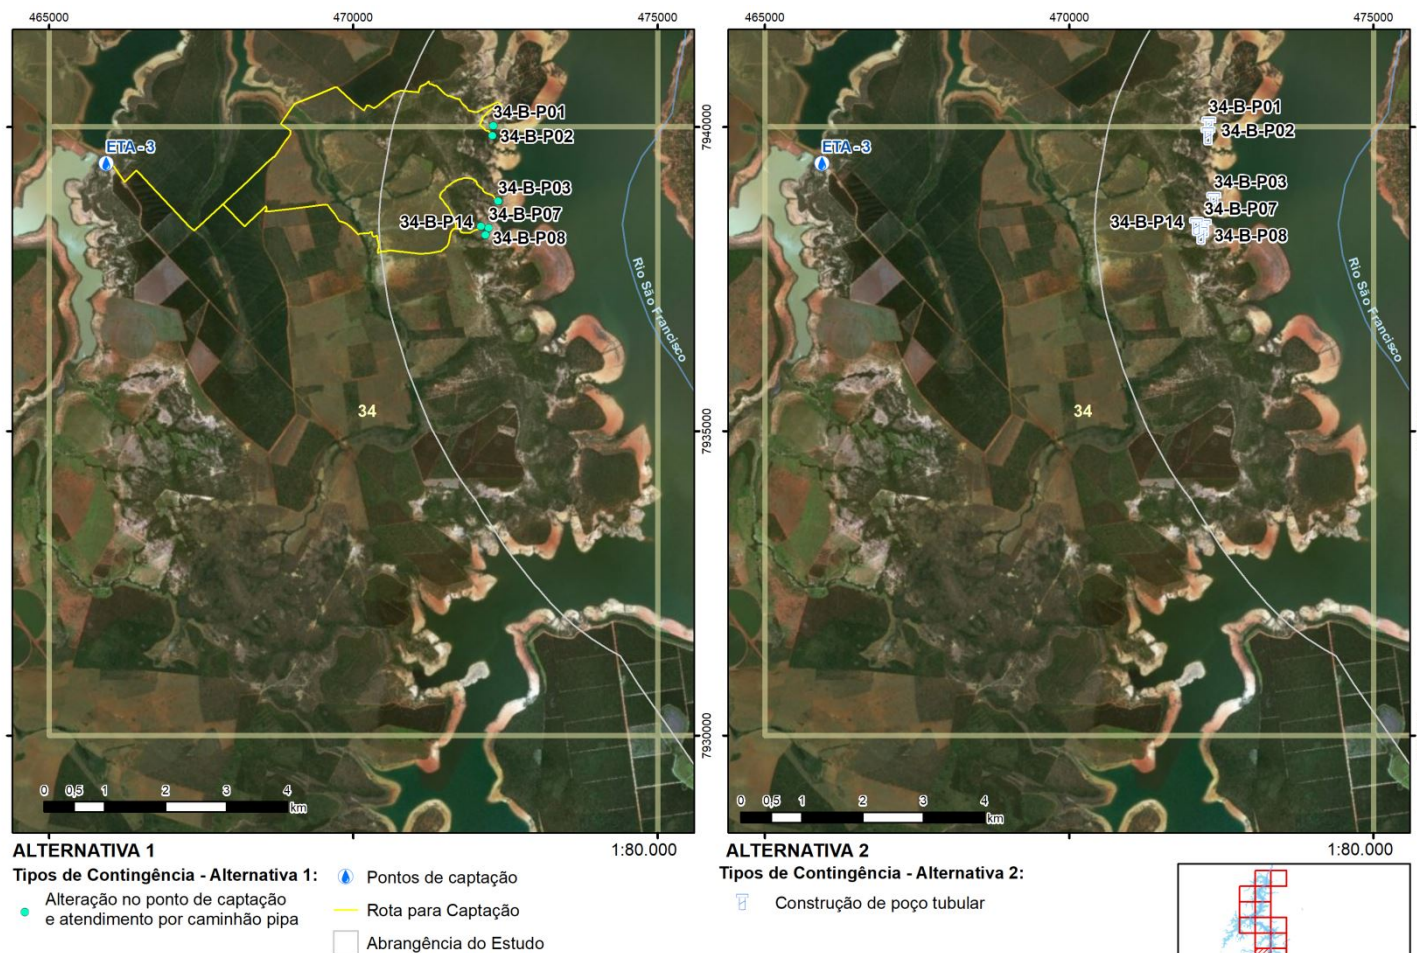 465000 470000 475000
465000 470000 475000
7940000
7935000
7930000
ETA - 3
34-B-P01
34-B-P02
34-B-P03
34-B-P07
34-B-P14
34-B-P08
Rio São Francisco
34
0 0,5 1 2 3 4
km
ETA - 3
34-B-P01
34-B-P02
34-B-P03
34-B-P07
34-B-P14
34-B-P08
Rio São Francisco
34
0 0,5 1 2 3 4
km
ALTERNATIVA 1 1:80.000
Tipos de Contingência - Alternativa 1:
Alteração no ponto de captação
e atendimento por caminhão pipa
Pontos de captação
Rota para Captação
Abrangência do Estudo
ALTERNATIVA 2 1:80.000
Tipos de Contingência - Alternativa 2:
Construção de poço tubular